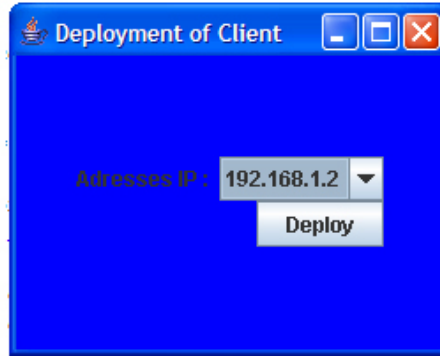 Deployment of Client
Adresses IP : 192.168.1.2
Deploy